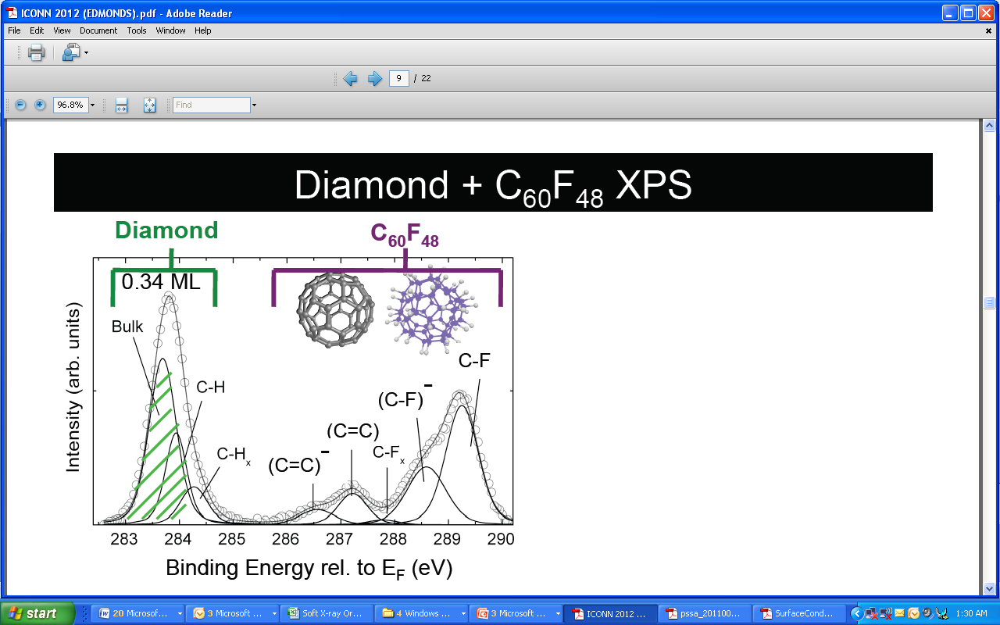 ICONN 2012 (EDMONDS).pdf - Adobe Reader
File Edit View Document Tools Window Help
9 / 22
96.8% Find
Diamond + C₆₀F₄₈ XPS
Diamond
C₆₀F₄₈
0.34 ML
Bulk
C-H
C-Hₓ
(C=C)⁻
(C=C)
C-Fₓ
(C-F)⁻
C-F
Intensity (arb. units)
283 284 285 286 287 288 289 290
Binding Energy rel. to E_F (eV)
start 20 Microsof... 3 Microsoft ... Soft X-ray Or... 4 Windows ... 3 Microsoft ... ICONN 2012 ... pssa_201100... SurfaceCond... 1:30 AM